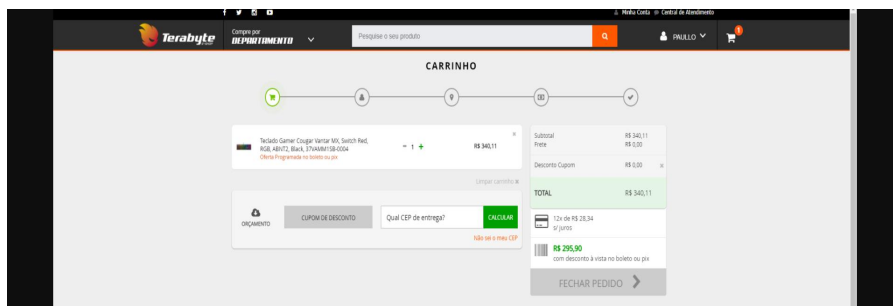 Minha Conta Central de Atendimento
Terabyte
Compre por
DEPARTAMENTO
Pesquise o seu produto
PAULLO
1
CARRINHO
Teclado Gamer Cougar Vantar MX, Switch Red,
RGB, ABNT2, Black, 37VAMM1SB-0004
Oferta Programada no boleto ou pix
- 1 +
R$ 340,11
x
Limpar carrinho x
ORÇAMENTO
CUPOM DE DESCONTO
Qual CEP de entrega?
CALCULAR
Não sei o meu CEP
Subtotal R$ 340,11
Frete R$ 0,00
Desconto Cupom R$ 0,00 x
TOTAL R$ 340,11
12x de R$ 28,34
s/ juros
R$ 295,90
com desconto à vista no boleto ou pix
FECHAR PEDIDO